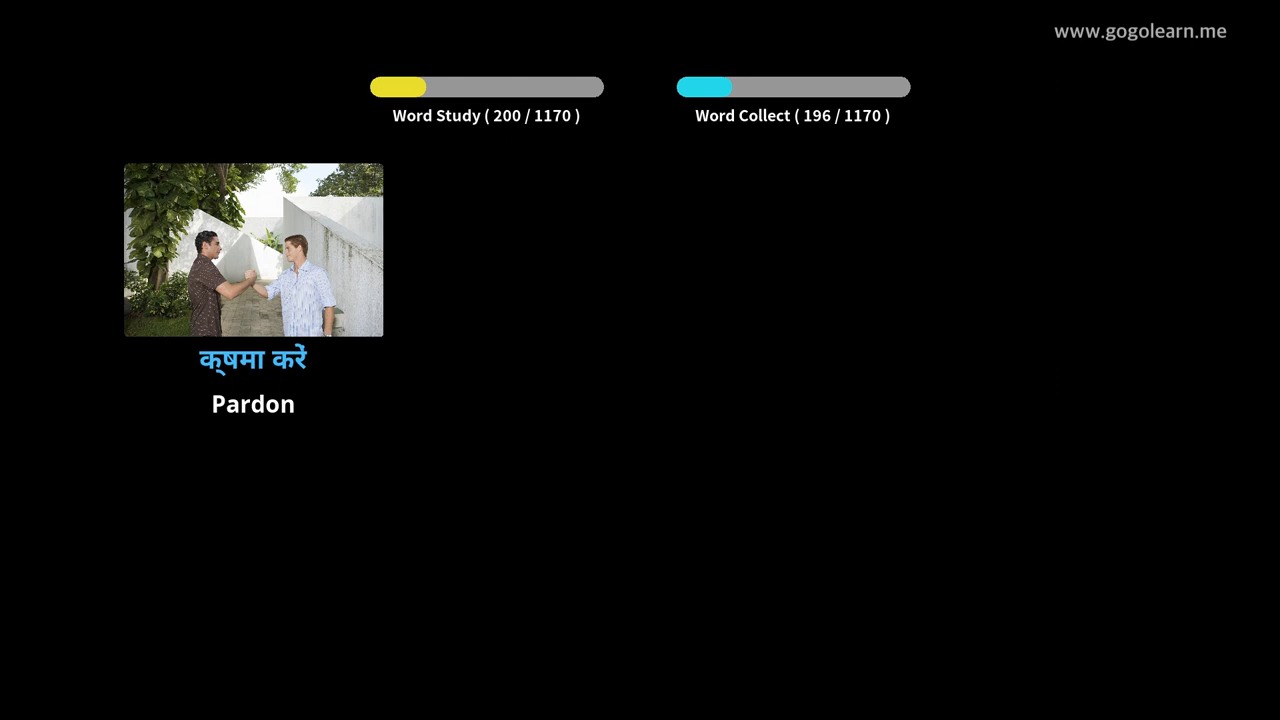 www.gogolearn.me
Word Study ( 200 / 1170 )
Word Collect ( 196 / 1170 )
क्षमा करें
Pardon